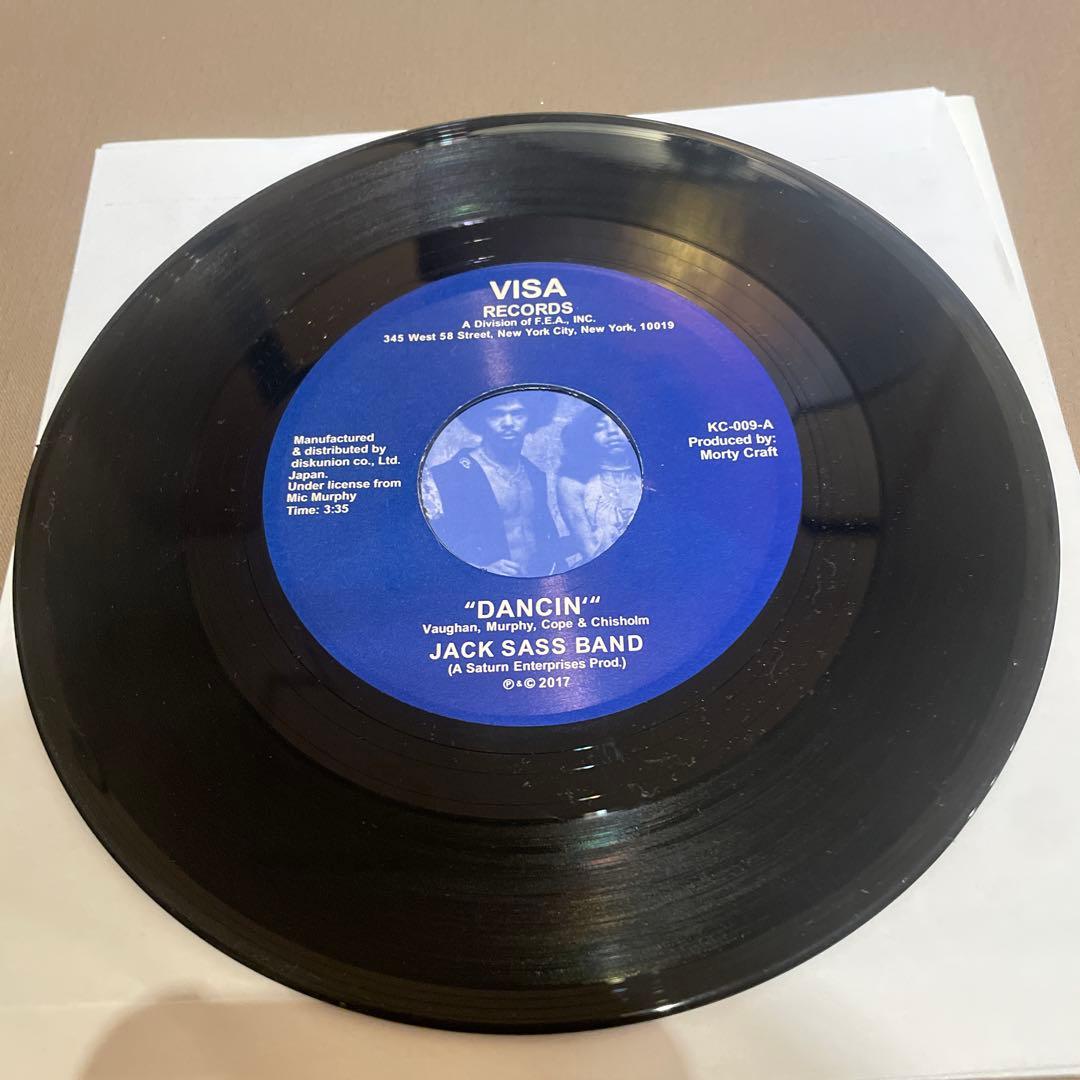 VISA
RECORDS
A Division of F.E.A., INC.
345 West 58 Street, New York City, New York, 10019
Manufactured
& distributed by
diskunion co., Ltd.
Japan.
Under license from
Mic Murphy
Time: 3:35
KC-009-A
Produced by:
Morty Craft
“DANCIN‘“
Vaughan, Murphy, Cope & Chisholm
JACK SASS BAND
(A Saturn Enterprises Prod.)
℗ & © 2017